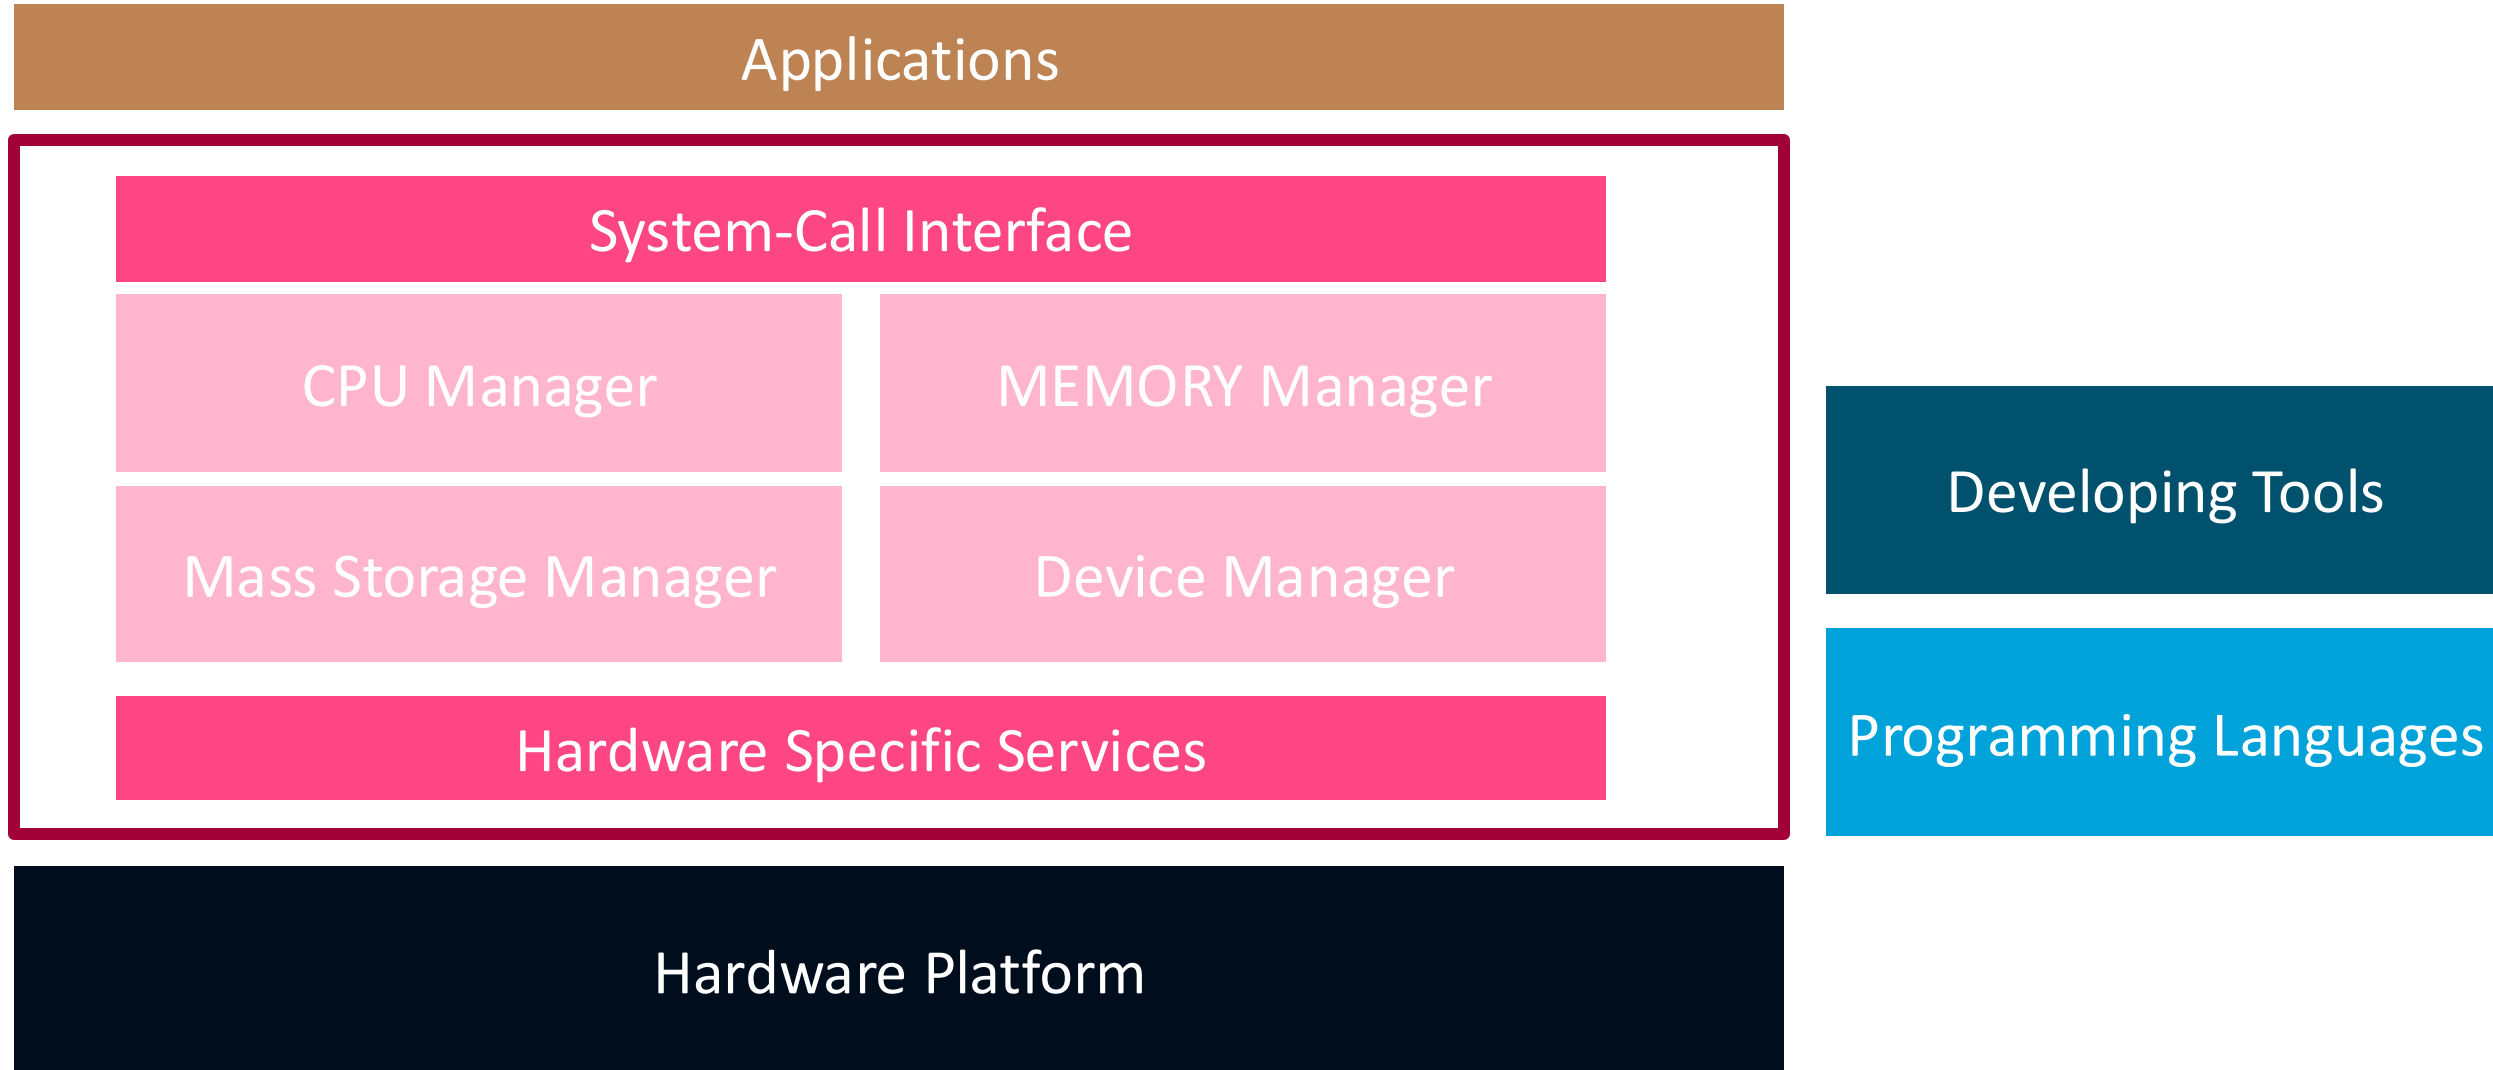 Applications
System-Call Interface
CPU Manager
MEMORY Manager
Mass Storage Manager
Device Manager
Hardware Specific Services
Hardware Platform
Developing Tools
Programming Languages